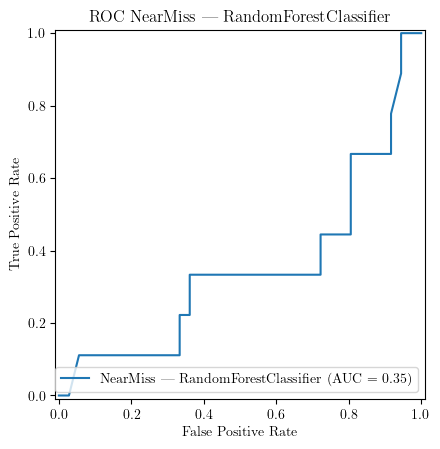 ROC NearMiss — RandomForestClassifier
1.0
0.8
0.6
0.4
0.2
0.0
True Positive Rate
NearMiss — RandomForestClassifier (AUC = 0.35)
0.0 0.2 0.4 0.6 0.8 1.0
False Positive Rate